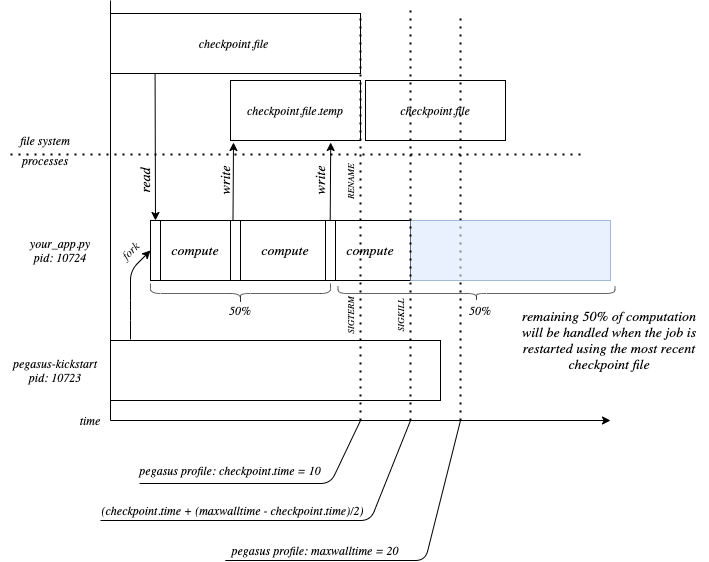 checkpoint.file
checkpoint.file.temp
checkpoint.file
file system
processes
read
write
write
RENAME
your_app.py
pid: 10724
fork
compute
compute
compute
50%
SIGTERM
SIGKILL
50%
remaining 50% of computation
will be handled when the job is
restarted using the most recent
checkpoint file
pegasus-kickstart
pid: 10723
time
pegasus profile: checkpoint.time = 10
(checkpoint.time + (maxwalltime - checkpoint.time)/2)
pegasus profile: maxwalltime = 20